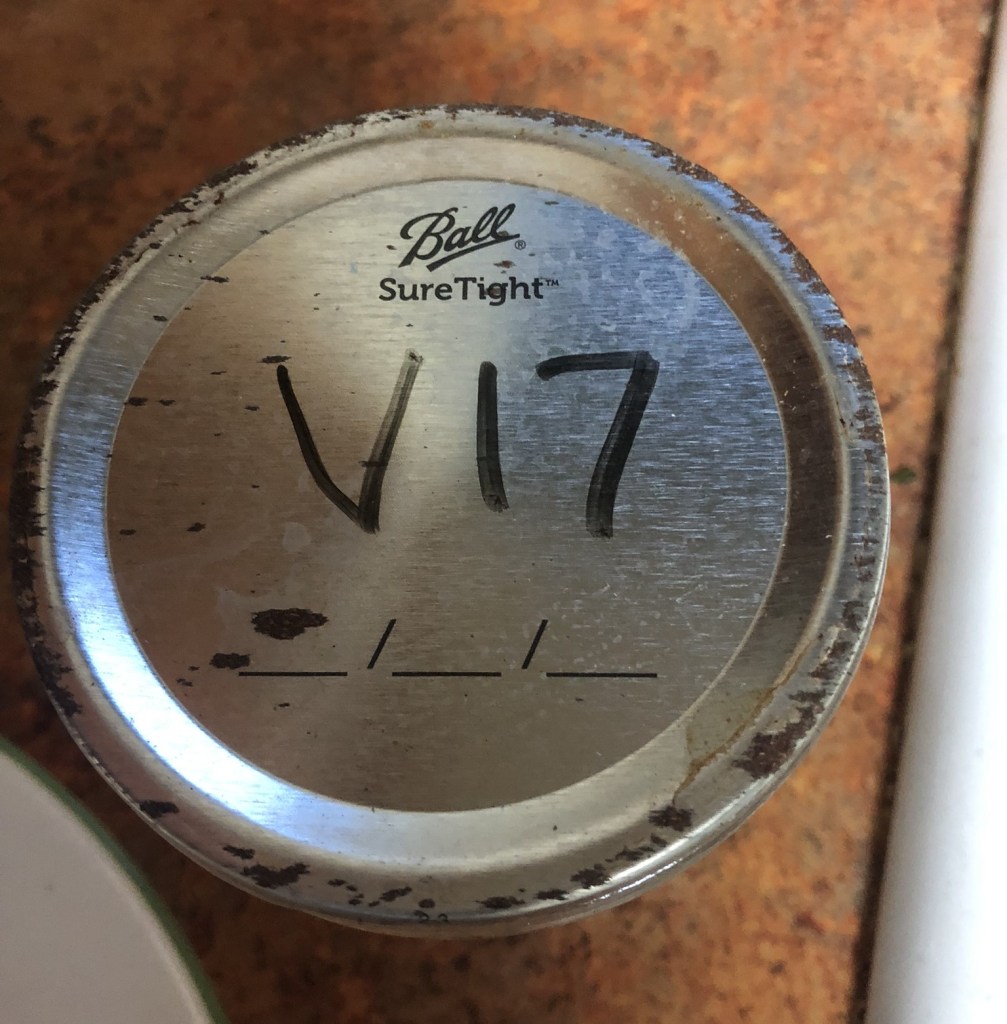 Ball®
SureTight™
V17
__/__/__